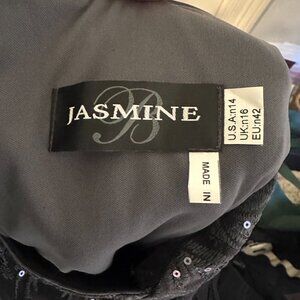 B
JASMINE
U.S.A:n14
UK:n16
EU:n42
MADE IN